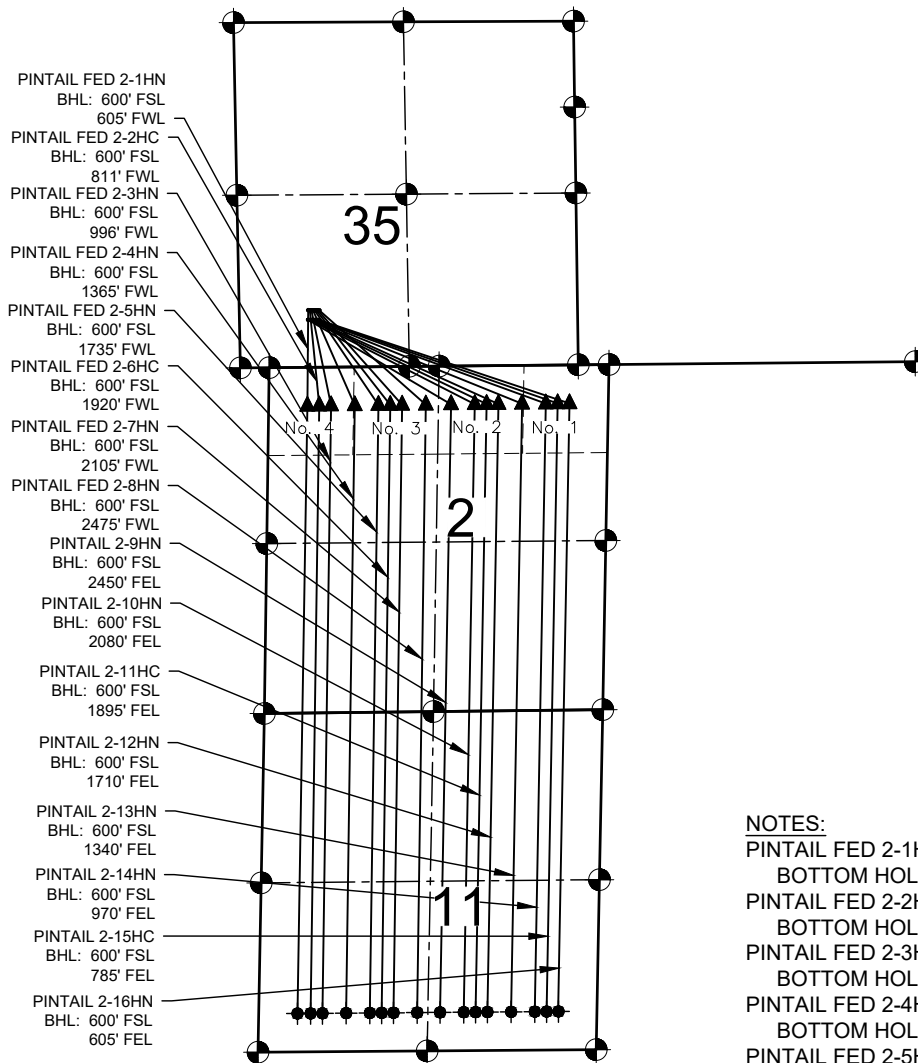 PINTAIL FED 2-1HN
BHL: 600' FSL
605' FWL
PINTAIL FED 2-2HC
BHL: 600' FSL
811' FWL
PINTAIL FED 2-3HN
BHL: 600' FSL
996' FWL
PINTAIL FED 2-4HN
BHL: 600' FSL
1365' FWL
PINTAIL FED 2-5HN
BHL: 600' FSL
1735' FWL
PINTAIL FED 2-6HC
BHL: 600' FSL
1920' FWL
PINTAIL FED 2-7HN
BHL: 600' FSL
2105' FWL
PINTAIL FED 2-8HN
BHL: 600' FSL
2475' FWL
PINTAIL 2-9HN
BHL: 600' FSL
2450' FEL
PINTAIL 2-10HN
BHL: 600' FSL
2080' FEL
PINTAIL 2-11HC
BHL: 600' FSL
1895' FEL
PINTAIL 2-12HN
BHL: 600' FSL
1710' FEL
PINTAIL 2-13HN
BHL: 600' FSL
1340' FEL
PINTAIL 2-14HN
BHL: 600' FSL
970' FEL
PINTAIL 2-15HC
BHL: 600' FSL
785' FEL
PINTAIL 2-16HN
BHL: 600' FSL
605' FEL
35
No. 4 No. 3 No. 2 No. 1
2
11
NOTES:
PINTAIL FED 2-1H
BOTTOM HOL
PINTAIL FED 2-2H
BOTTOM HOL
PINTAIL FED 2-3H
BOTTOM HOL
PINTAIL FED 2-4H
BOTTOM HOL
PINTAIL FED 2-5H